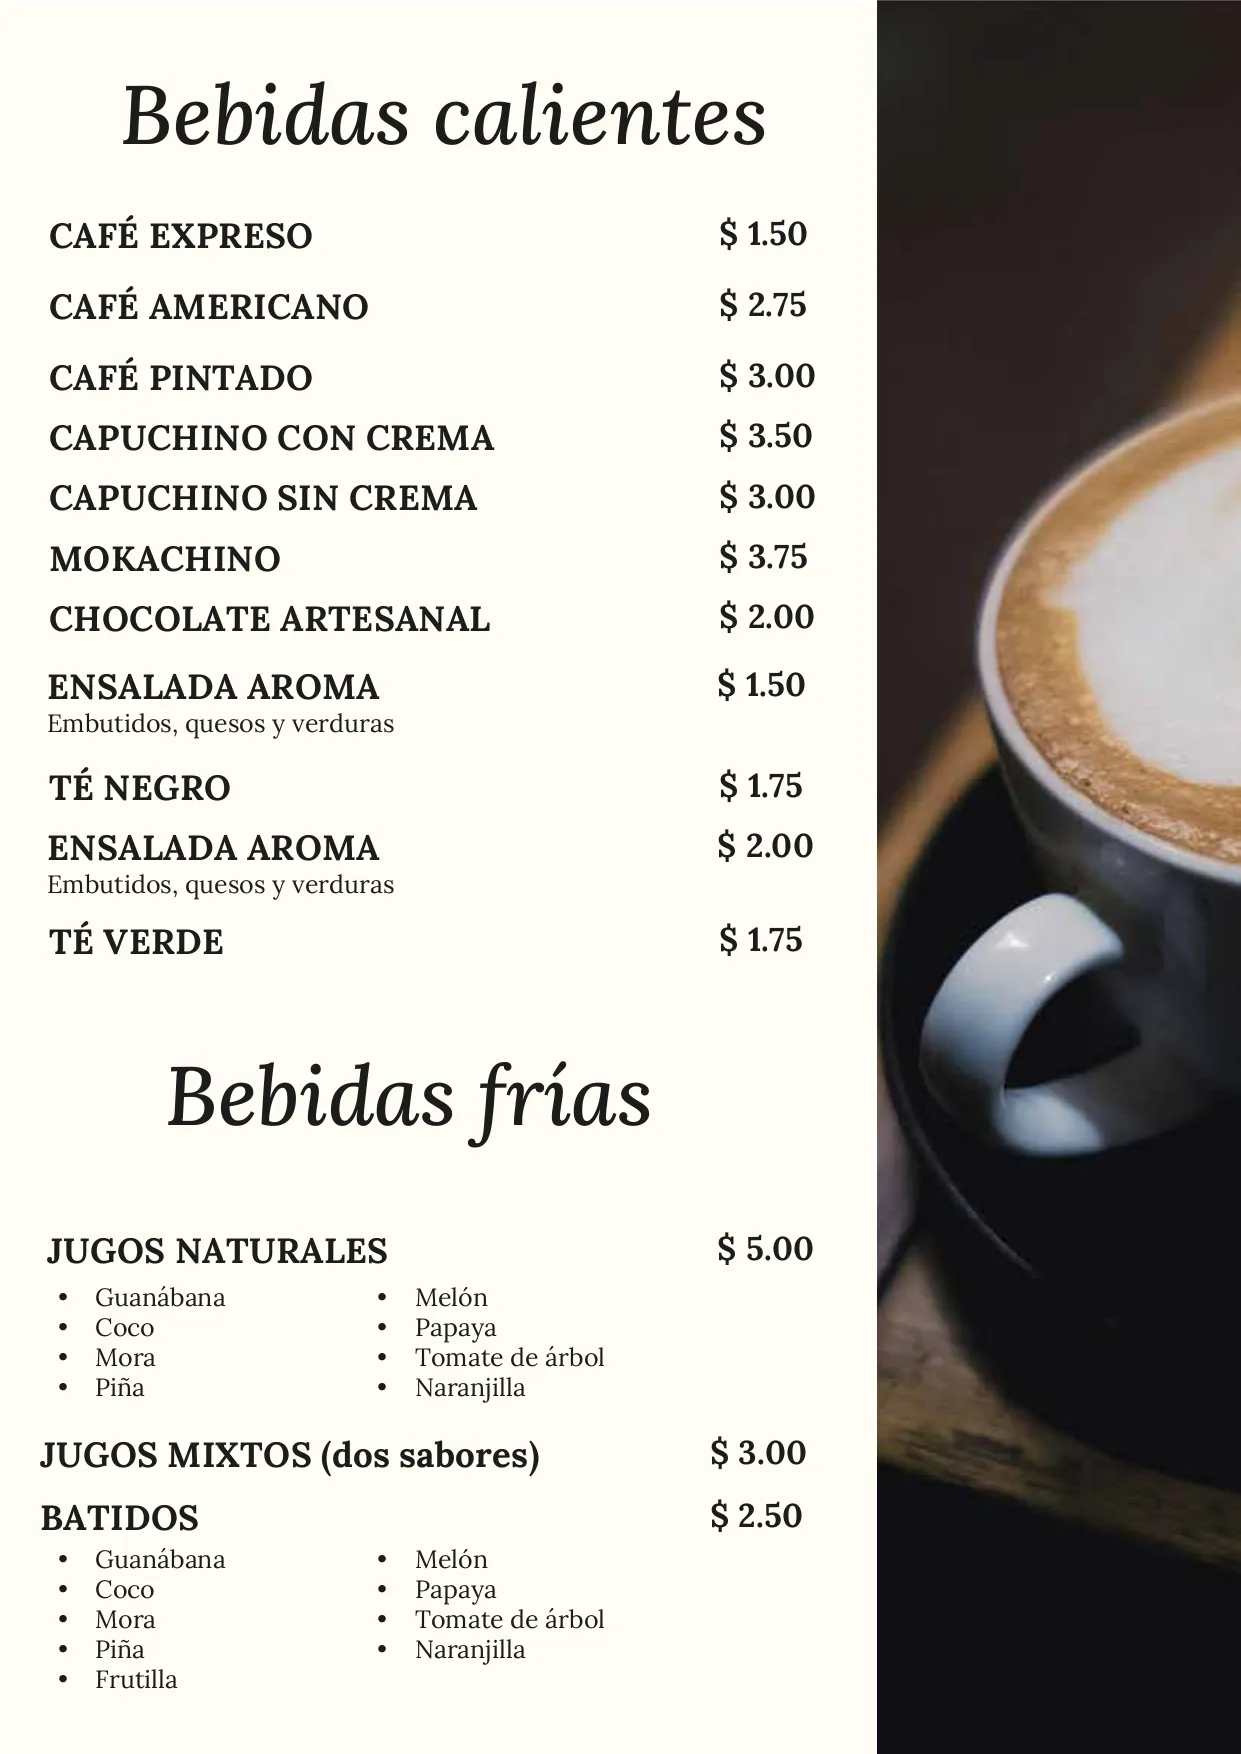 Bebidas calientes
CAFÉ EXPRESO $ 1.50
CAFÉ AMERICANO $ 2.75
CAFÉ PINTADO $ 3.00
CAPUCHINO CON CREMA $ 3.50
CAPUCHINO SIN CREMA $ 3.00
MOKACHINO $ 3.75
CHOCOLATE ARTESANAL $ 2.00
ENSALADA AROMA $ 1.50
Embutidos, quesos y verduras
TÉ NEGRO $ 1.75
ENSALADA AROMA $ 2.00
Embutidos, quesos y verduras
TÉ VERDE $ 1.75
Bebidas frías
JUGOS NATURALES $ 5.00
• Guanábana
• Coco
• Mora
• Piña
• Melón
• Papaya
• Tomate de árbol
• Naranjilla
JUGOS MIXTOS (dos sabores) $ 3.00
BATIDOS $ 2.50
• Guanábana
• Coco
• Mora
• Piña
• Frutilla
• Melón
• Papaya
• Tomate de árbol
• Naranjilla